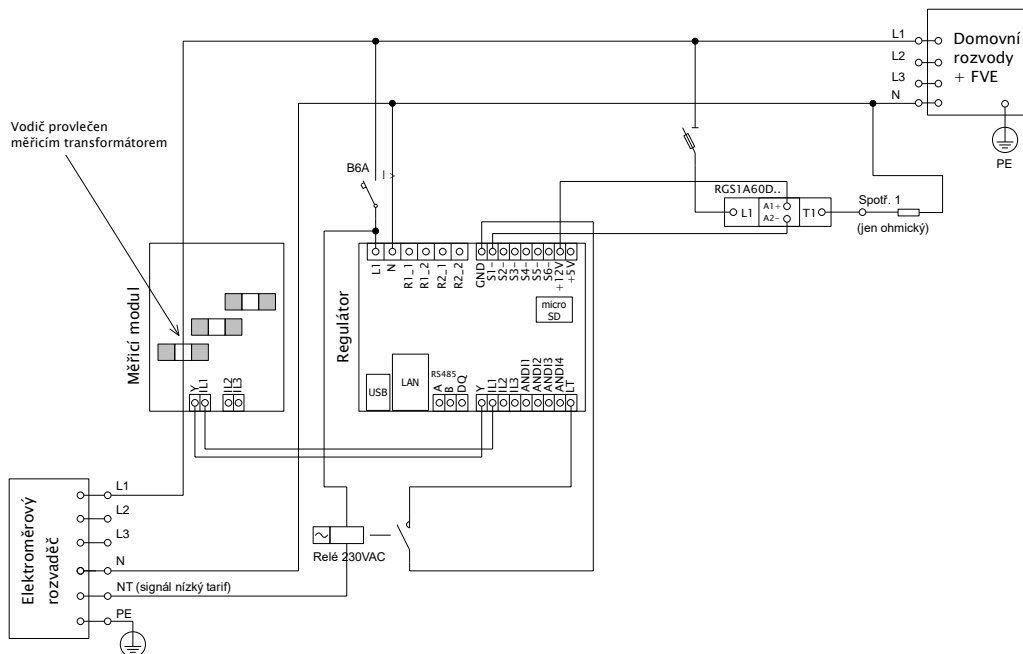 L1
L2
L3
N
Domovní
rozvody
+ FVE
PE
Vodič provlečen
měřicím transformátorem
B6A
I >
RGS1A60D..
L1
A1+
A2-
T1
Spotř. 1
(jen ohmický)
Měřicí modul
Y
IL1
IL2
IL3
Regulátor
L1
N
R1_1
R1_2
R2_1
R2_2
GND
S1-
S2-
S3-
S4-
S5-
S6-
+12V
+5V
micro
SD
USB
LAN
RS485
A
B
DQ
Y
IL1
IL2
IL3
ANDI1
ANDI2
ANDI3
ANDI4
LT
Elektroměrový
rozvaděč
L1
L2
L3
N
NT (signál nízký tarif)
PE
Relé 230VAC